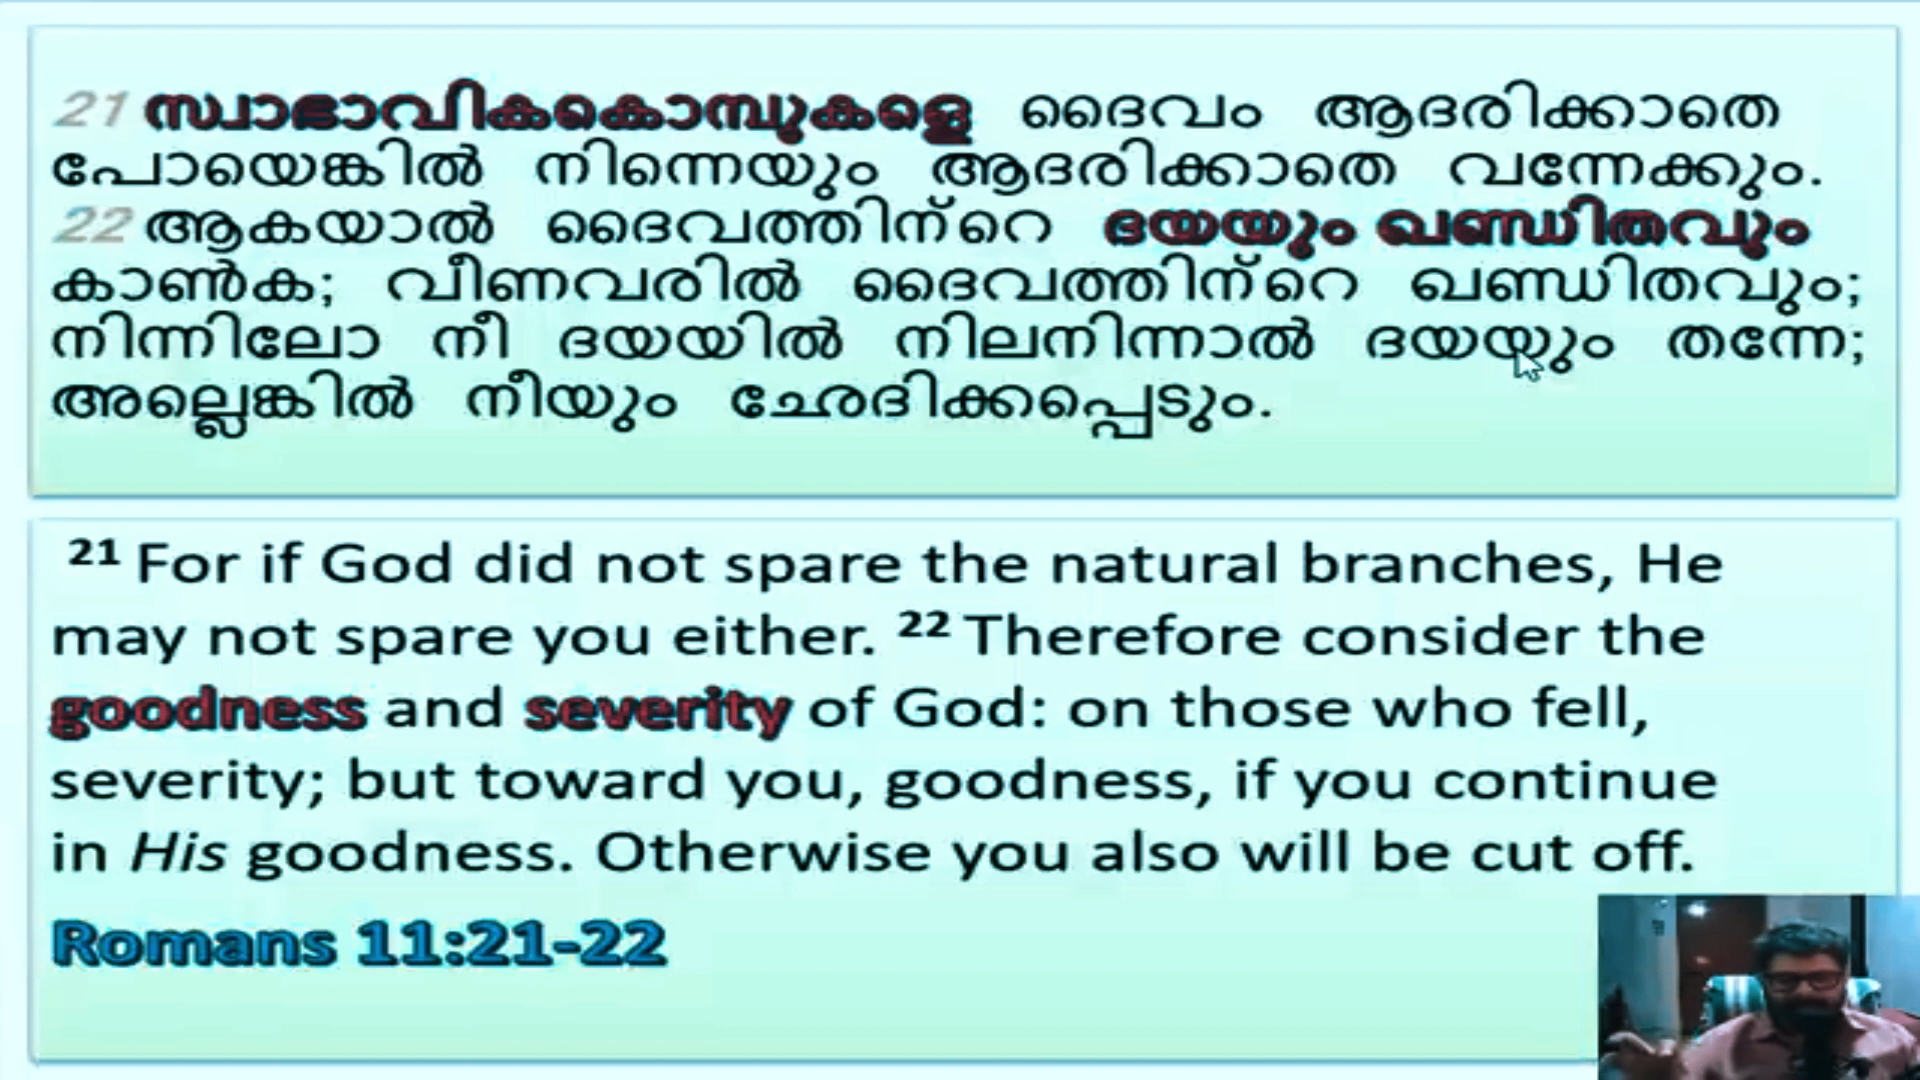 21 സ്വാഭാവികകൊമ്പുകളെ ദൈവം ആദരിക്കാതെ
പോയെങ്കിൽ നിന്നെയും ആദരിക്കാതെ വന്നേക്കും.
22 ആകയാൽ ദൈവത്തിന്റെ ദയയും ഖണ്ഡിതവും
കാൺക; വീണവരിൽ ദൈവത്തിന്റെ ഖണ്ഡിതവും;
നിന്നിലോ നീ ദയയിൽ നിലനിന്നാൽ ദയയും തന്നേ;
അല്ലെങ്കിൽ നീയും ഛേദിക്കപ്പെടും.
21 For if God did not spare the natural branches, He
may not spare you either. 22 Therefore consider the
goodness and severity of God: on those who fell,
severity; but toward you, goodness, if you continue
in His goodness. Otherwise you also will be cut off.
Romans 11:21-22